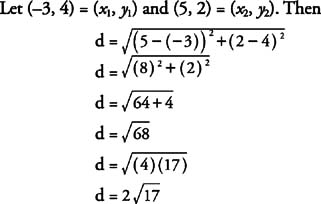 Let (–3, 4) = (x₁, y₁) and (5, 2) = (x₂, y₂). Then
d = √((5 – (–3))² + (2 – 4)²)
d = √((8)² + (2)²)
d = √(64 + 4)
d = √68
d = √((4)(17))
d = 2√17